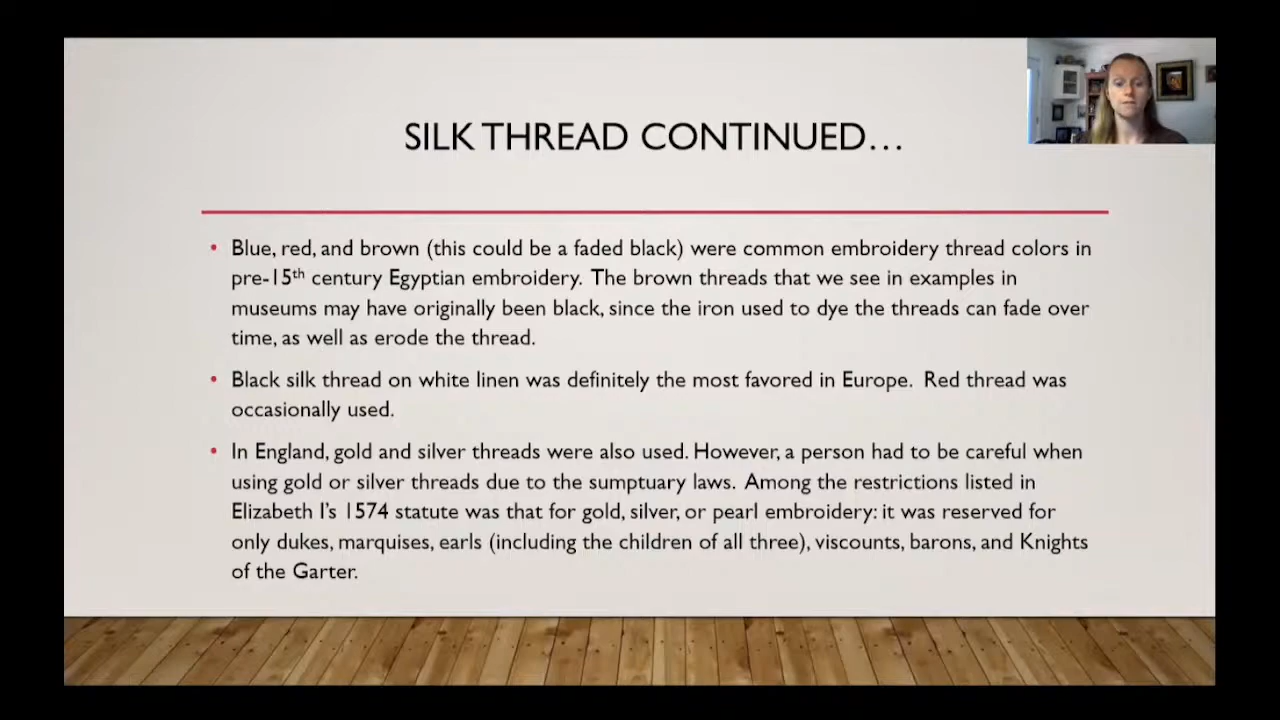 SILK THREAD CONTINUED…
• Blue, red, and brown (this could be a faded black) were common embroidery thread colors in
pre-15th century Egyptian embroidery.  The brown threads that we see in examples in
museums may have originally been black, since the iron used to dye the threads can fade over
time, as well as erode the thread.
• Black silk thread on white linen was definitely the most favored in Europe.  Red thread was
occasionally used.
• In England, gold and silver threads were also used. However, a person had to be careful when
using gold or silver threads due to the sumptuary laws.  Among the restrictions listed in
Elizabeth I's 1574 statute was that for gold, silver, or pearl embroidery: it was reserved for
only dukes, marquises, earls (including the children of all three), viscounts, barons, and Knights
of the Garter.